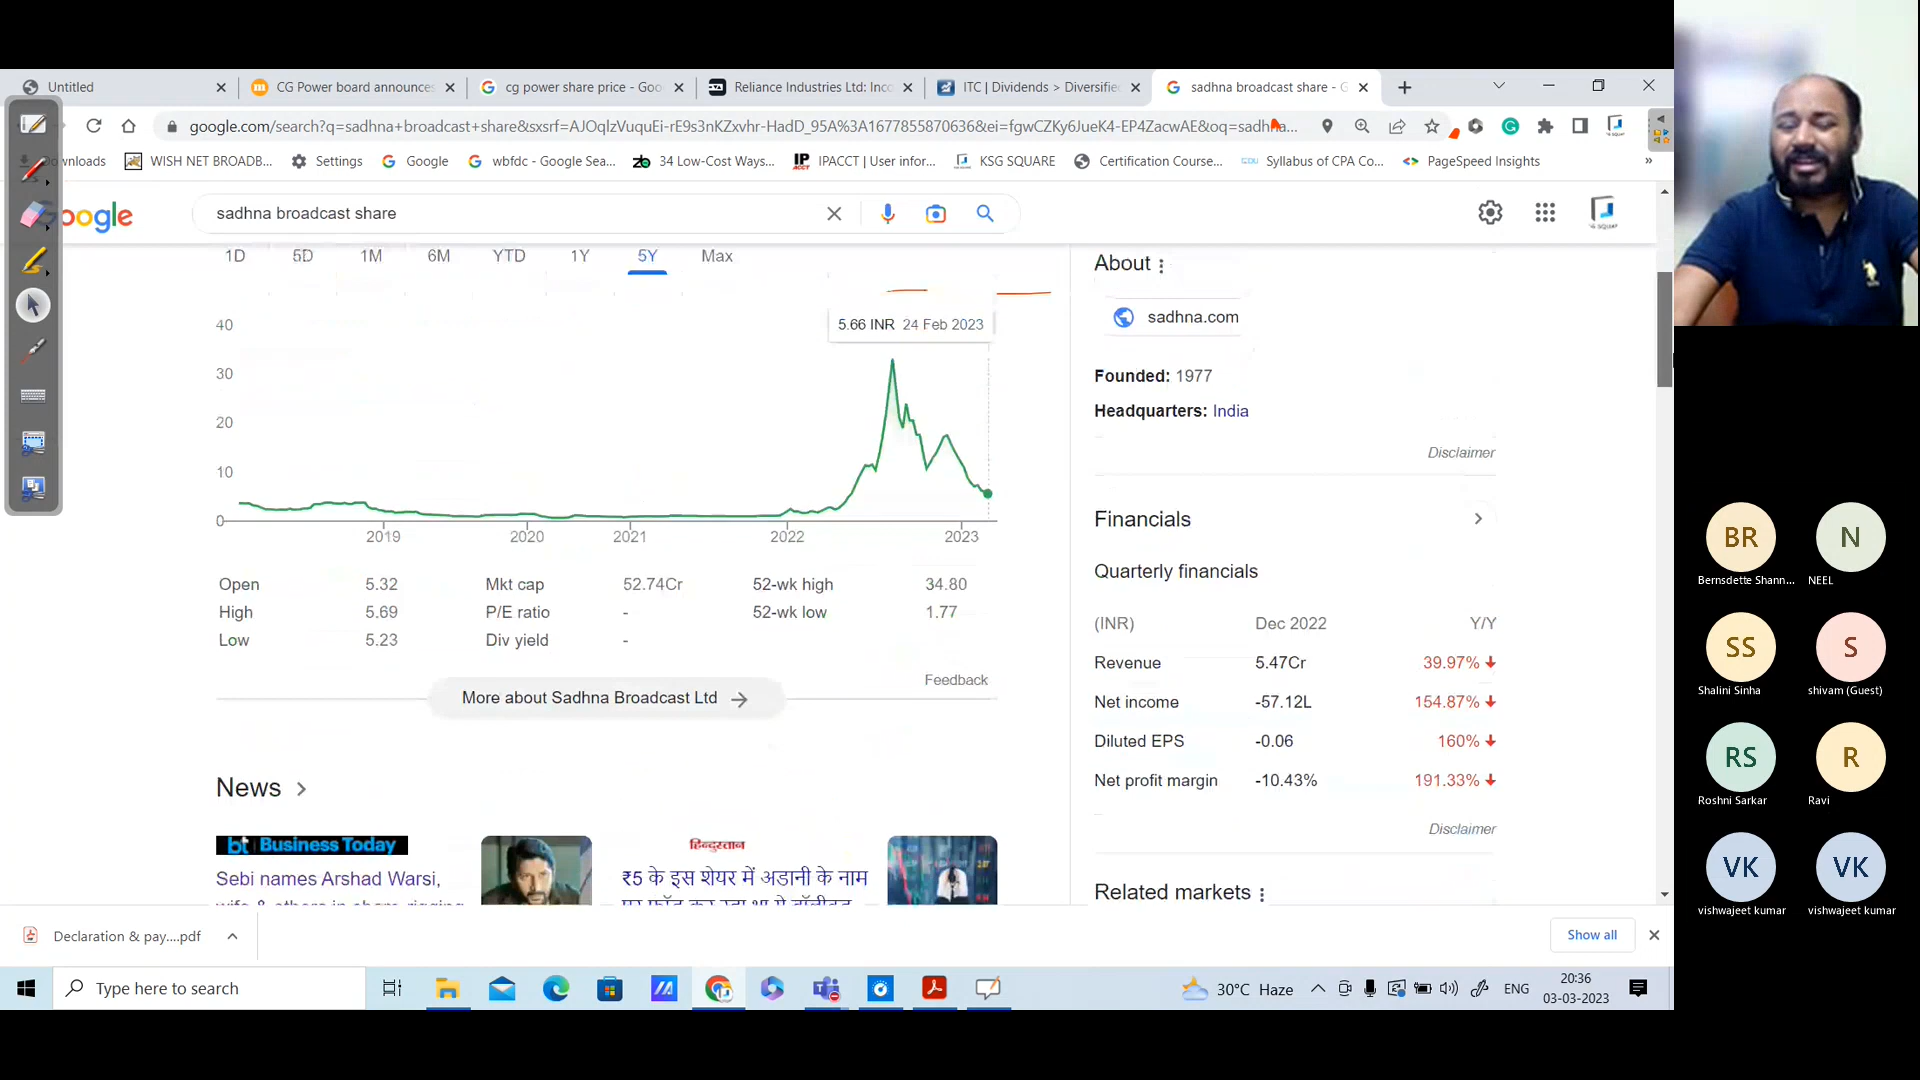 Untitled
CG Power board announces
cg power share price - Goo
Reliance Industries Ltd: Inco
ITC | Dividends > Diversifie
sadhna broadcast share - G
google.com/search?q=sadhna+broadcast+share&sxsrf=AJOqlzVuquEi-rE9s3nKZxvhr-HadD_95A%3A1677855870636&ei=fgwCZKy6JueK4-EP4ZacwAE&oq=sadhna...
ownloads
WISH NET BROADB...
Settings
Google
wbfdc - Google Sea...
34 Low-Cost Ways...
IPACCT | User infor...
KSG SQUARE
Certification Course...
Syllabus of CPA Co...
PageSpeed Insights
»
oogle
sadhna broadcast share
1D 5D 1M 6M YTD 1Y 5Y Max
5.66 INR 24 Feb 2023
40
30
20
10
0
2019 2020 2021 2022 2023
Open 5.32 Mkt cap 52.74Cr 52-wk high 34.80
High 5.69 P/E ratio - 52-wk low 1.77
Low 5.23 Div yield -
Feedback
More about Sadhna Broadcast Ltd
News
bt Business Today
Sebi names Arshad Warsi,
हिन्दुस्तान
₹5 के इस शेयर में अडानी के नाम
About
sadhna.com
Founded: 1977
Headquarters: India
Disclaimer
Financials
Quarterly financials
(INR) Dec 2022 Y/Y
Revenue 5.47Cr 39.97%
Net income -57.12L 154.87%
Diluted EPS -0.06 160%
Net profit margin -10.43% 191.33%
Disclaimer
Related markets
Declaration & pay....pdf
Show all
Type here to search
30°C Haze
ENG
20:36
03-03-2023
BR
Bernsdette Shann...
N
NEEL
SS
Shalini Sinha
S
shivam (Guest)
RS
Roshni Sarkar
R
Ravi
VK
vishwajeet kumar
VK
vishwajeet kumar